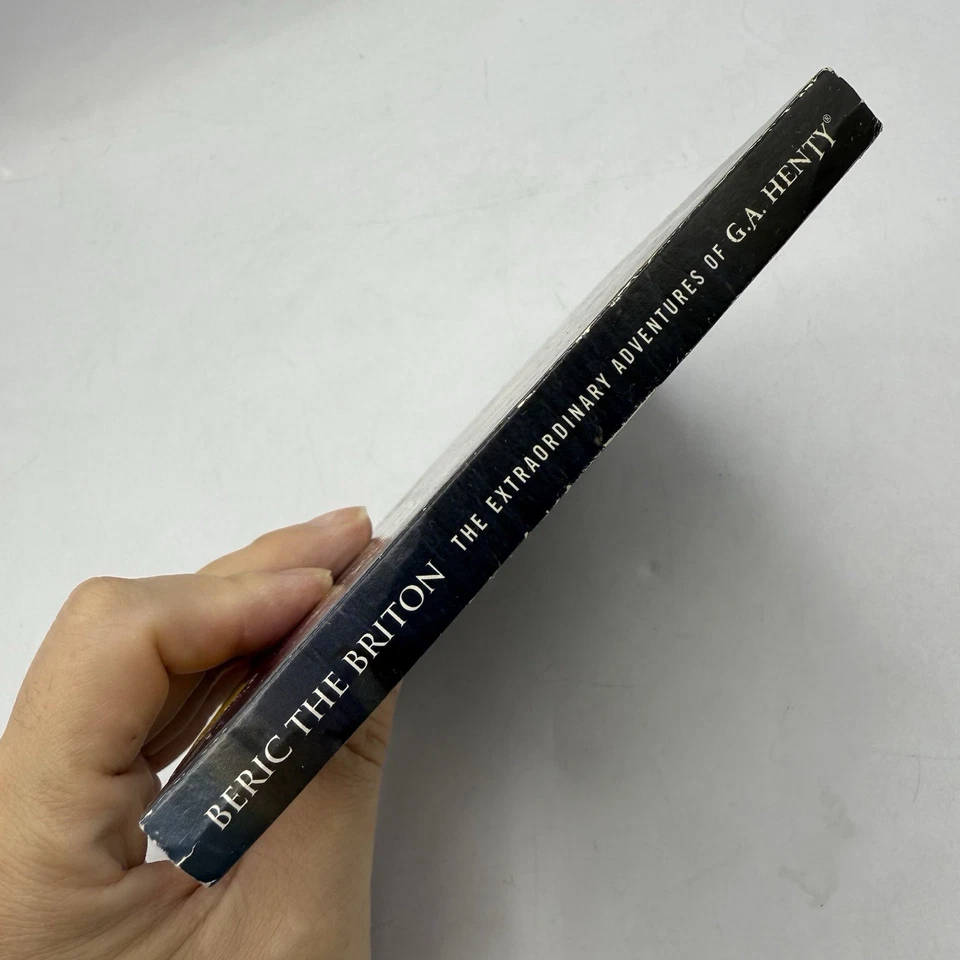 BERIC THE BRITON THE EXTRAORDINARY ADVENTURES OF G.A. HENTY®